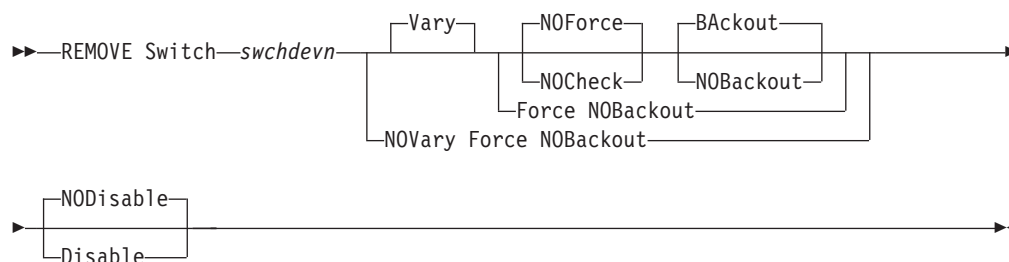 Vary NOForce BAckout
REMOVE Switch swchdevn
NOCheck NOBackout
Force NOBackout
NOVary Force NOBackout
NODisable
Disable